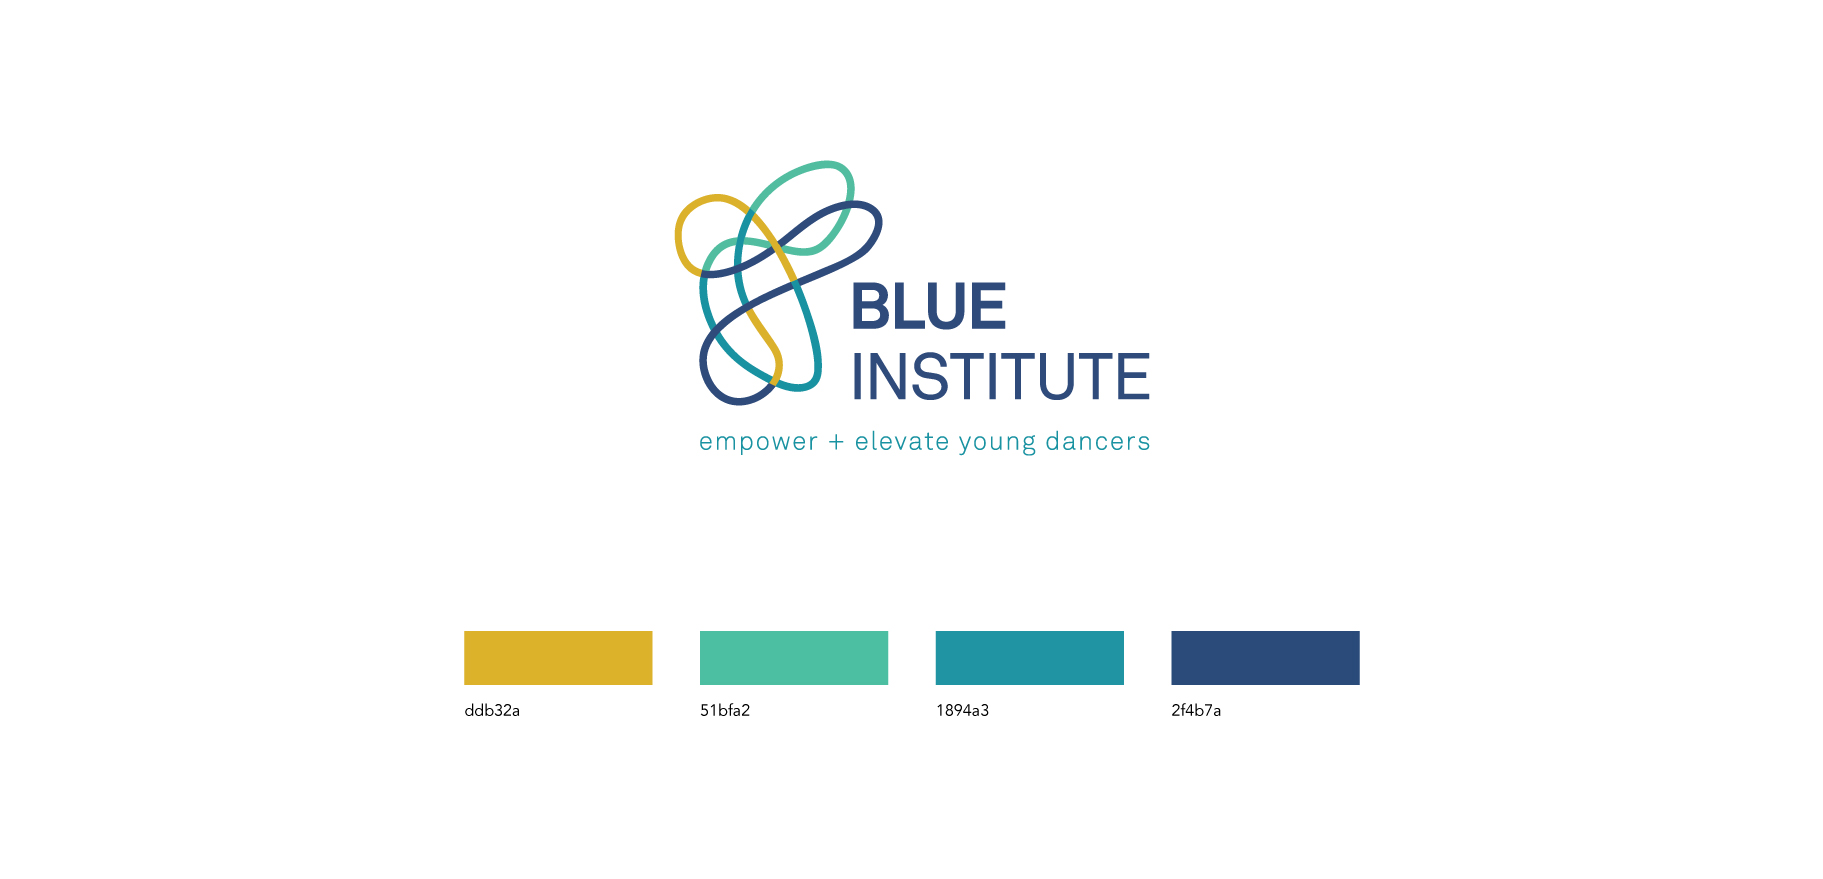 BLUE
INSTITUTE
empower + elevate young dancers
ddb32a
51bfa2
1894a3
2f4b7a